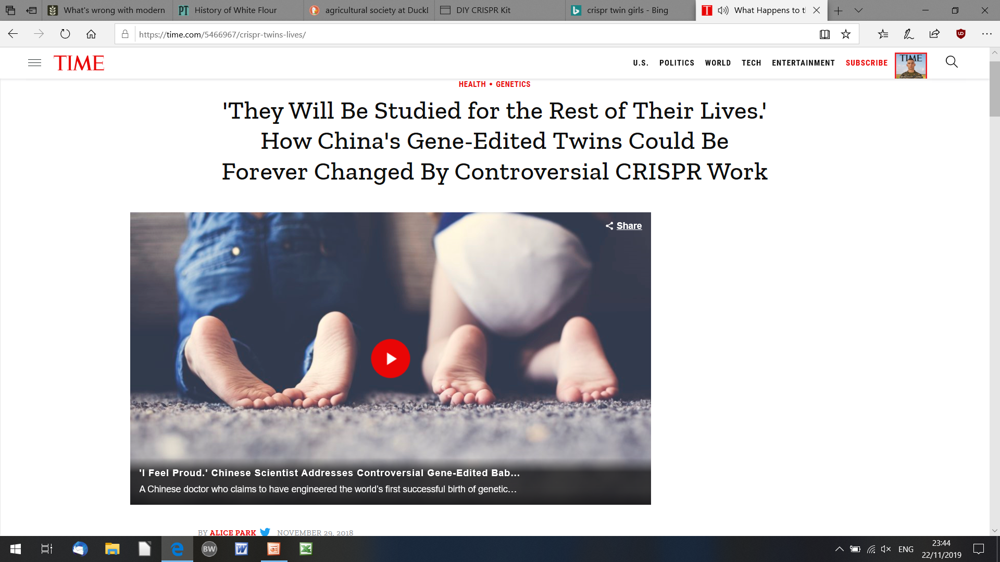 What's wrong with modern
PT History of White Flour
agricultural society at Duckl
DIY CRISPR Kit
b crispr twin girls - Bing
T What Happens to t
https://time.com/5466967/crispr-twins-lives/
TIME
U.S. POLITICS WORLD TECH ENTERTAINMENT SUBSCRIBE
TIME
HEALTH • GENETICS
'They Will Be Studied for the Rest of Their Lives.'
How China's Gene-Edited Twins Could Be
Forever Changed By Controversial CRISPR Work
Share
'I Feel Proud.' Chinese Scientist Addresses Controversial Gene-Edited Bab...
A Chinese doctor who claims to have engineered the world's first successful birth of genetic...
BY ALICE PARK NOVEMBER 29, 2018
BW
ENG
23:44
22/11/2019